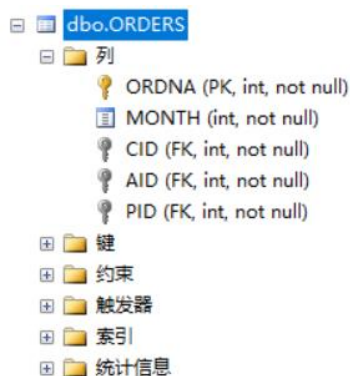 dbo.ORDERS
列
ORDNA (PK, int, not null)
MONTH (int, not null)
CID (FK, int, not null)
AID (FK, int, not null)
PID (FK, int, not null)
键
约束
触发器
索引
统计信息